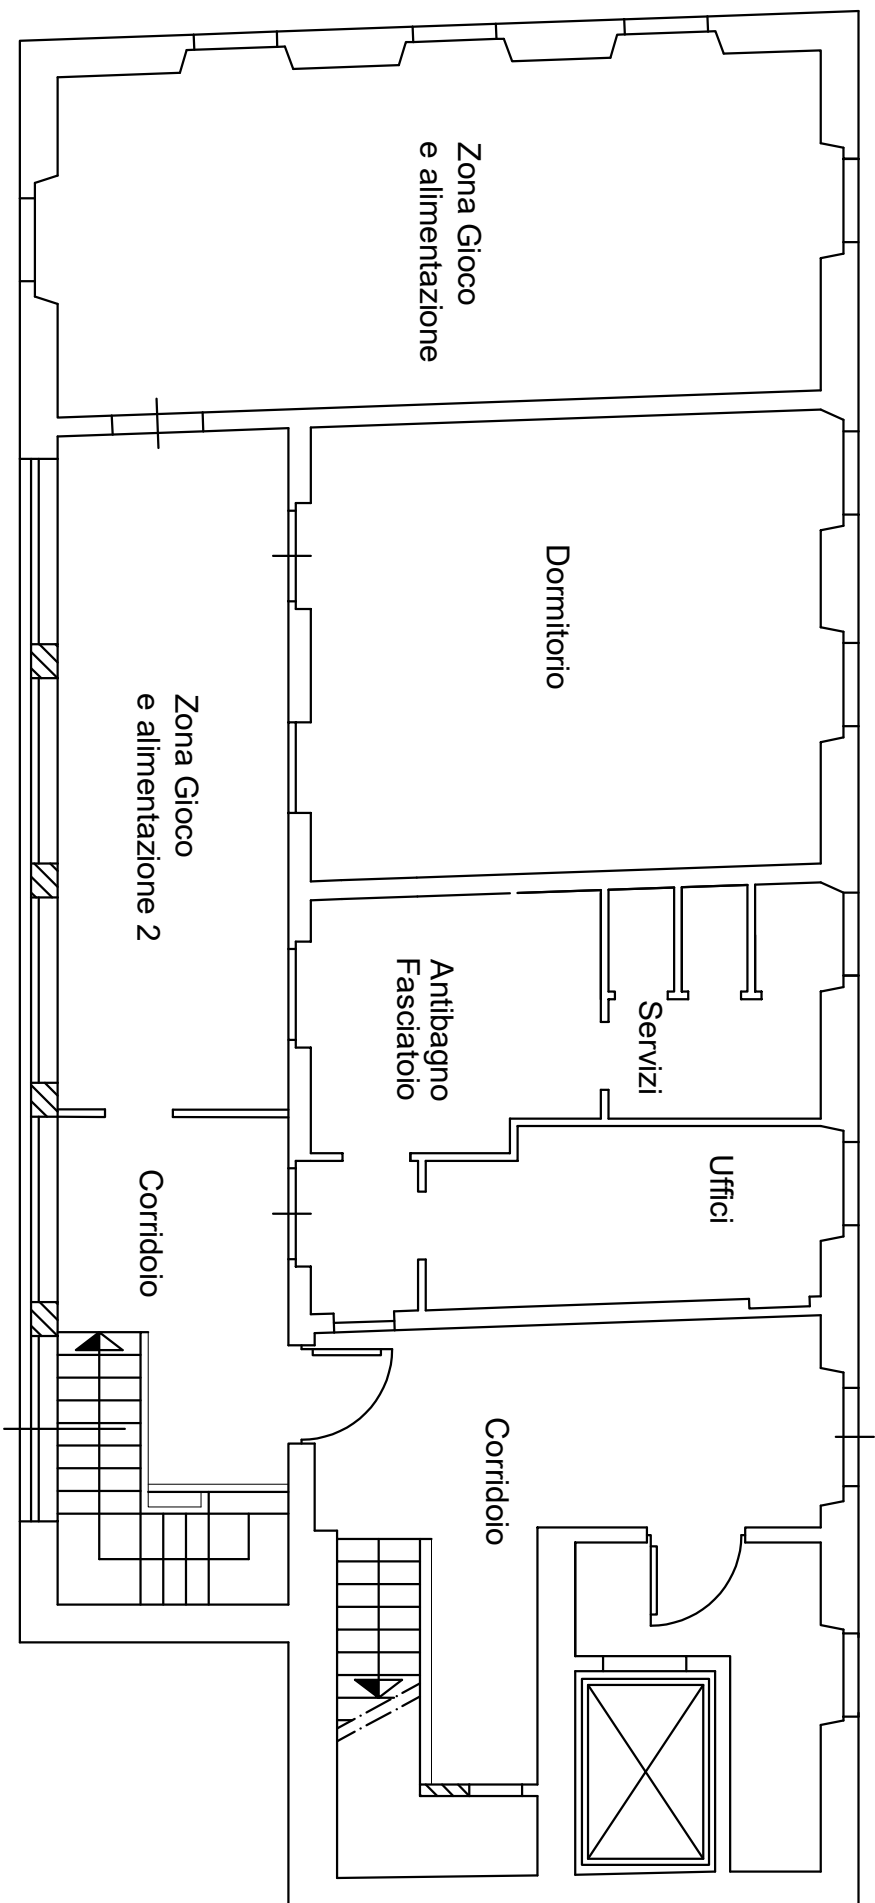 Zona Gioco
e alimentazione
Dormitorio
Zona Gioco
e alimentazione 2
Antibagno
Fasciatoio
Servizi
Uffici
Corridoio
Corridoio